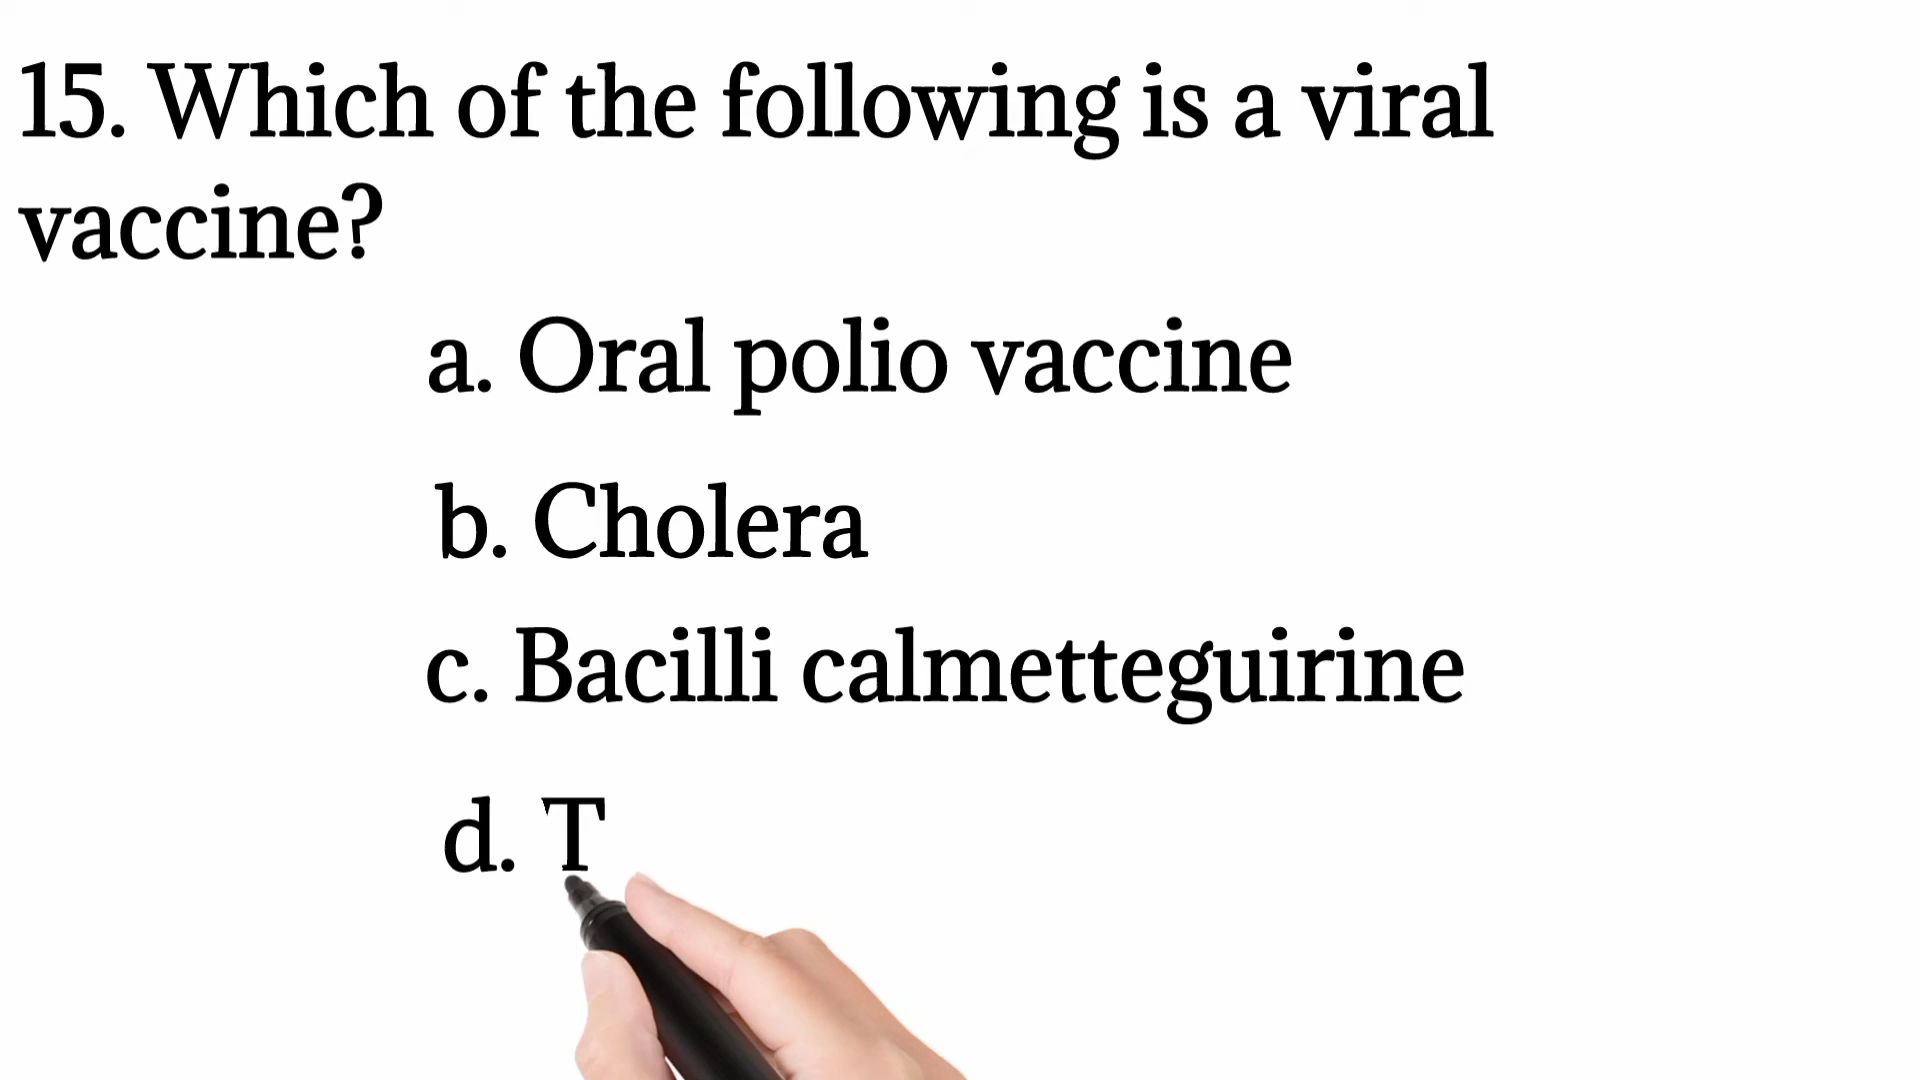 15. Which of the following is a viral
vaccine?
a. Oral polio vaccine
b. Cholera
c. Bacilli calmetteguirine
d. T